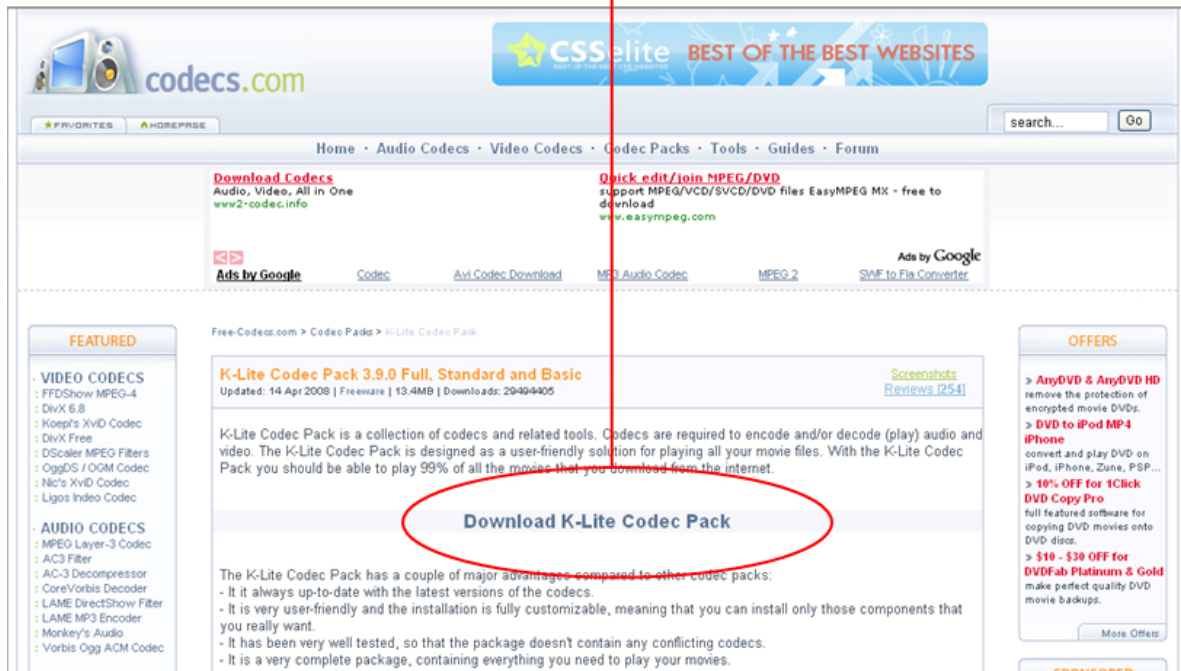 CSSelite BEST OF THE BEST WEBSITES
BEST OF THE BEST CSS WEBSITES
codecs.com
FAVORITES HOMEPAGE
search... Go
Home · Audio Codecs · Video Codecs · Codec Packs · Tools · Guides · Forum
Download Codecs
Audio, Video, All in One
www2-codec.info
Quick edit/join MPEG/DVD
support MPEG/VCD/SVCD/DVD files EasyMPEG MX - free to
download
www.easympeg.com
Ads by Google
Ads by Google Codec Avi Codec Download MP3 Audio Codec MPEG 2 SWF to Fla Converter
FEATURED
· VIDEO CODECS
: FFDShow MPEG-4
: DivX 6.8
: Koepi's XviD Codec
: DivX Free
: DScaler MPEG Filters
: OggDS / OGM Codec
: Nic's XviD Codec
: Ligos Indeo Codec
· AUDIO CODECS
: MPEG Layer-3 Codec
: AC3 Filter
: AC-3 Decompressor
: CoreVorbis Decoder
: LAME DirectShow Filter
: LAME MP3 Encoder
: Monkey's Audio
: Vorbis Ogg ACM Codec
Free-Codecs.com > Codec Packs > K-Lite Codec Pack
K-Lite Codec Pack 3.9.0 Full, Standard and Basic
Updated: 14 Apr 2008 | Freeware | 13.4MB | Downloads: 29494405
Screenshots
Reviews [254]
K-Lite Codec Pack is a collection of codecs and related tools. Codecs are required to encode and/or decode (play) audio and
video. The K-Lite Codec Pack is designed as a user-friendly solution for playing all your movie files. With the K-Lite Codec
Pack you should be able to play 99% of all the movies that you download from the internet.
Download K-Lite Codec Pack
The K-Lite Codec Pack has a couple of major advantages compared to other codec packs:
- It it always up-to-date with the latest versions of the codecs.
- It is very user-friendly and the installation is fully customizable, meaning that you can install only those components that
you really want.
- It has been very well tested, so that the package doesn't contain any conflicting codecs.
- It is a very complete package, containing everything you need to play your movies.
OFFERS
» AnyDVD & AnyDVD HD
remove the protection of
encrypted movie DVDs.
» DVD to iPod MP4
iPhone
convert and play DVD on
iPod, iPhone, Zune, PSP...
» 10% OFF for 1Click
DVD Copy Pro
full featured software for
copying DVD movies onto
DVD discs.
» $10 - $30 OFF for
DVDFab Platinum & Gold
make perfect quality DVD
movie backups.
More Offers